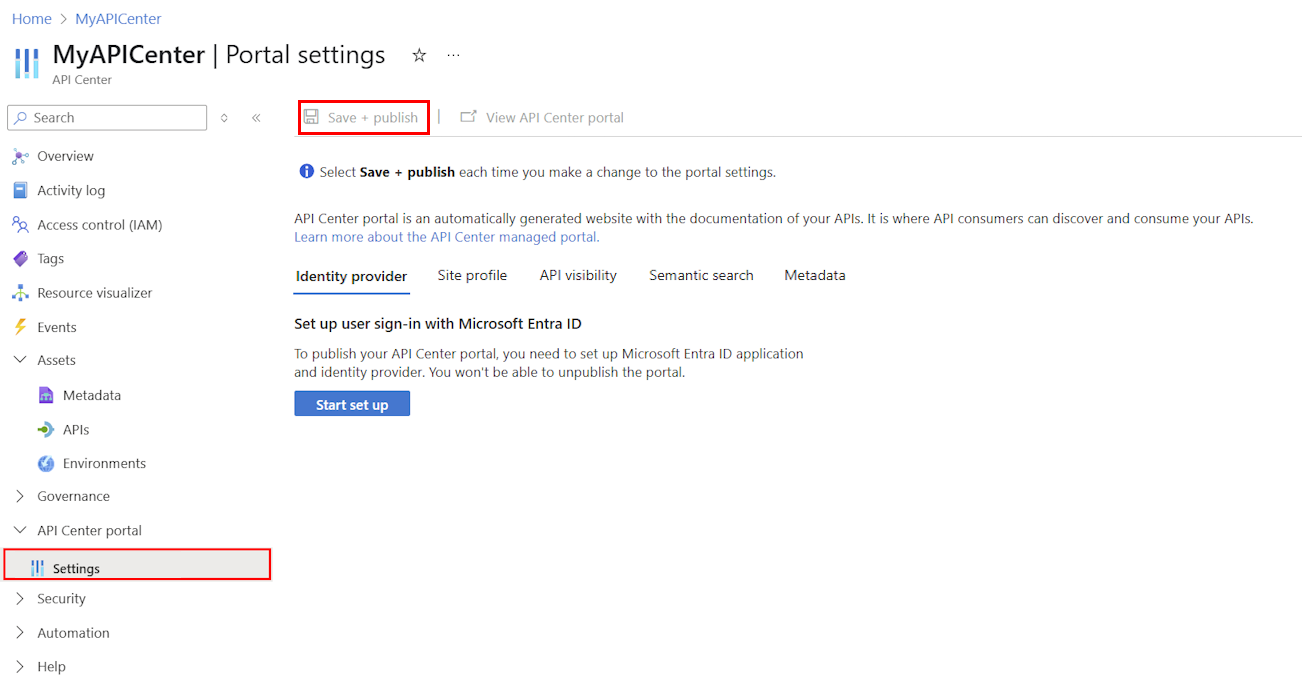 Home > MyAPICenter
MyAPICenter | Portal settings
API Center
Search
Save + publish
View API Center portal
Overview
Activity log
Access control (IAM)
Tags
Resource visualizer
Events
Assets
Metadata
APIs
Environments
Governance
API Center portal
Settings
Security
Automation
Help
Select Save + publish each time you make a change to the portal settings.
API Center portal is an automatically generated website with the documentation of your APIs. It is where API consumers can discover and consume your APIs.
Learn more about the API Center managed portal.
Identity provider Site profile API visibility Semantic search Metadata
Set up user sign-in with Microsoft Entra ID
To publish your API Center portal, you need to set up Microsoft Entra ID application
and identity provider. You won't be able to unpublish the portal.
Start set up